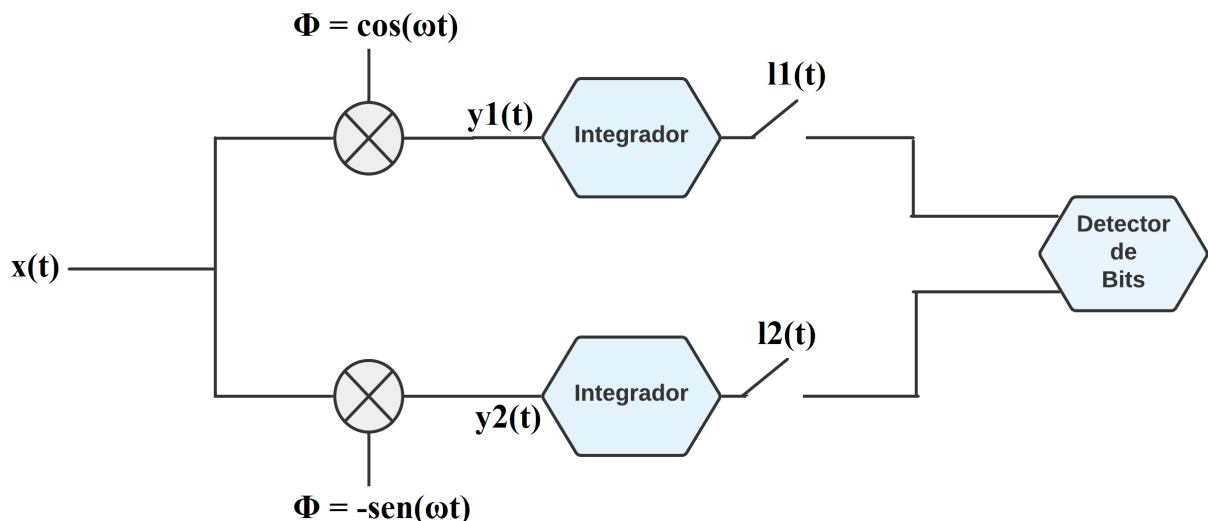 Φ = cos(ωt)
l1(t)
y1(t)
Integrador
Detector
de
Bits
x(t)
l2(t)
Integrador
y2(t)
Φ = -sen(ωt)